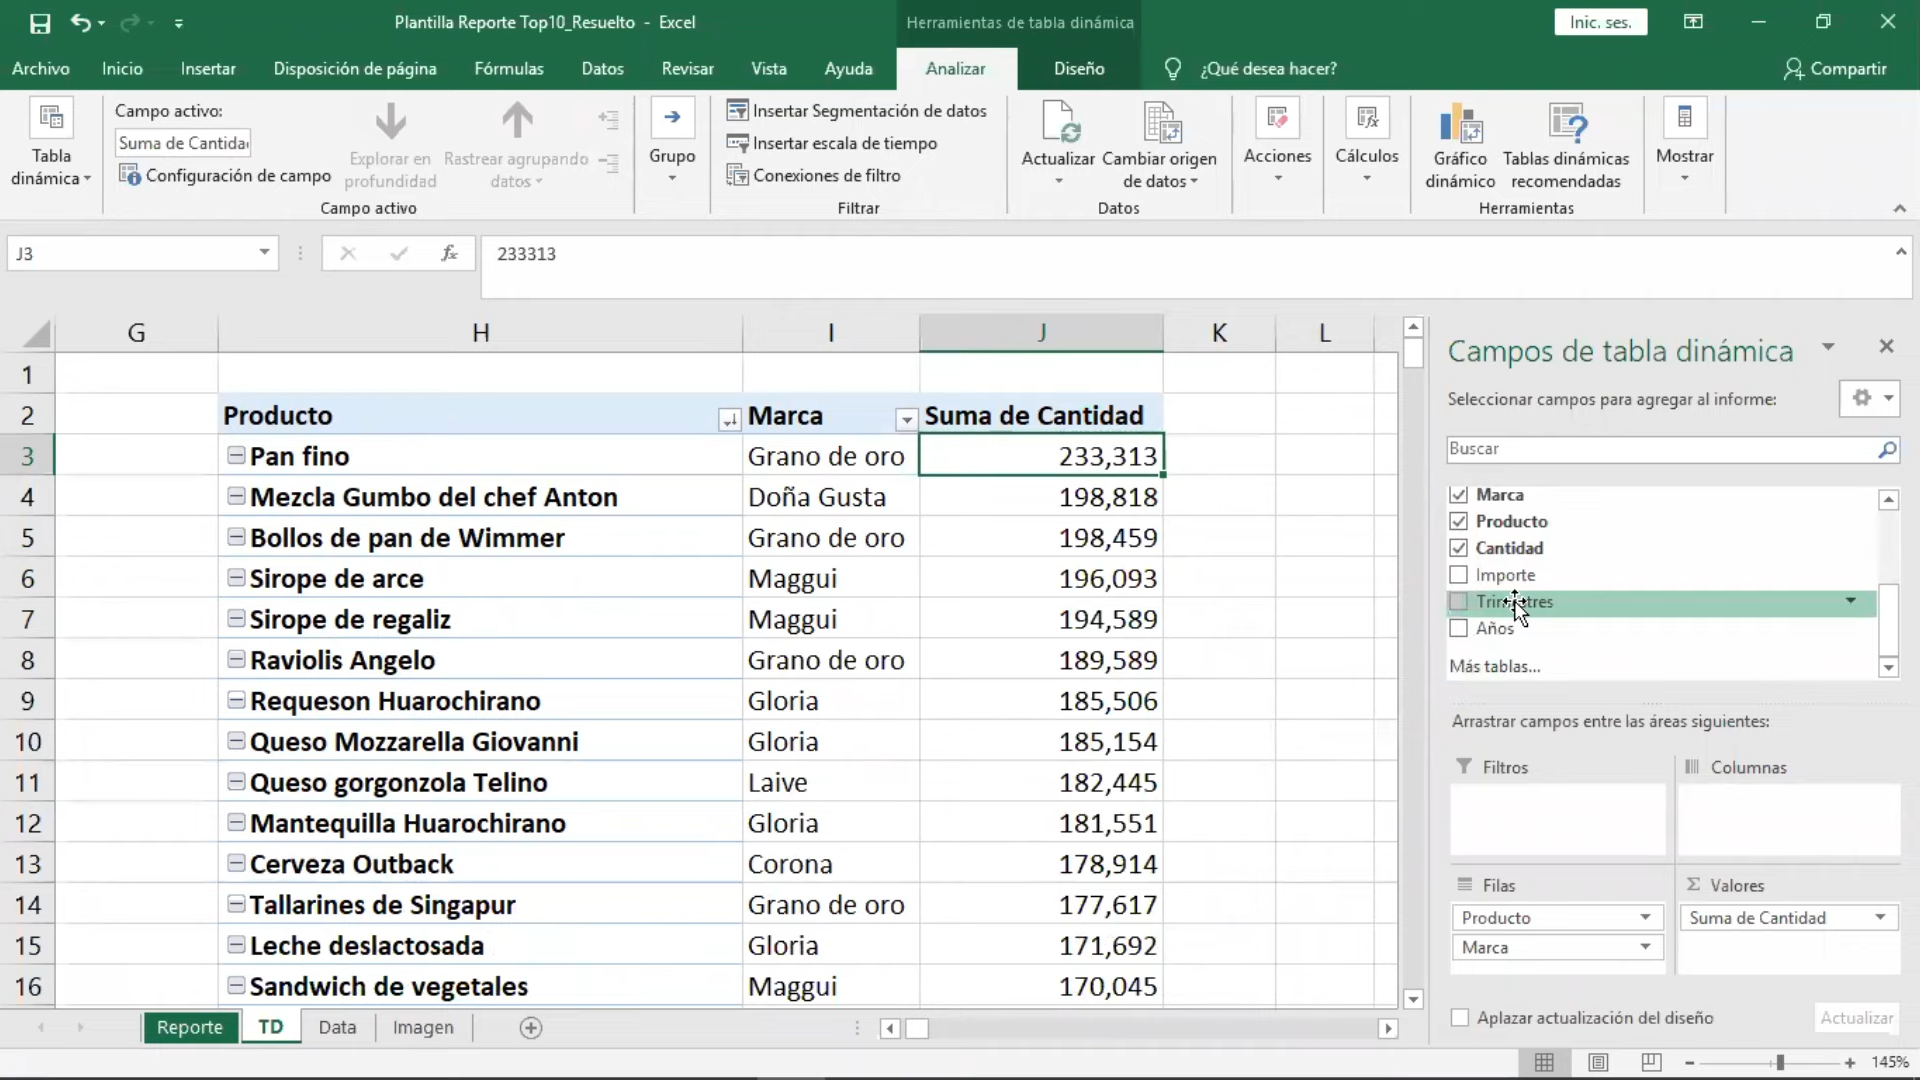 Plantilla Reporte Top10_Resuelto - Excel
Herramientas de tabla dinámica
Inic. ses.
Archivo Inicio Insertar Disposición de página Fórmulas Datos Revisar Vista Ayuda Analizar Diseño ¿Qué desea hacer? Compartir
Tabla dinámica
Campo activo:
Suma de Cantida
Configuración de campo
Explorar en profundidad
Rastrear agrupando datos
Campo activo
Grupo
Insertar Segmentación de datos
Insertar escala de tiempo
Conexiones de filtro
Filtrar
Actualizar
Cambiar origen de datos
Datos
Acciones
Cálculos
Gráfico dinámico
Tablas dinámicas recomendadas
Herramientas
Mostrar
J3 fx 233313
G H I J K L
1
2 Producto Marca Suma de Cantidad
3 Pan fino Grano de oro 233,313
4 Mezcla Gumbo del chef Anton Doña Gusta 198,818
5 Bollos de pan de Wimmer Grano de oro 198,459
6 Sirope de arce Maggui 196,093
7 Sirope de regaliz Maggui 194,589
8 Raviolis Angelo Grano de oro 189,589
9 Requeson Huarochirano Gloria 185,506
10 Queso Mozzarella Giovanni Gloria 185,154
11 Queso gorgonzola Telino Laive 182,445
12 Mantequilla Huarochirano Gloria 181,551
13 Cerveza Outback Corona 178,914
14 Tallarines de Singapur Grano de oro 177,617
15 Leche deslactosada Gloria 171,692
16 Sandwich de vegetales Maggui 170,045
Campos de tabla dinámica
Seleccionar campos para agregar al informe:
Buscar
Marca
Producto
Cantidad
Importe
Años
Más tablas...
Arrastrar campos entre las áreas siguientes:
Filtros
Columnas
Filas
Producto
Marca
Σ Valores
Suma de Cantidad
Aplazar actualización del diseño
Actualizar
Reporte TD Data Imagen
145%